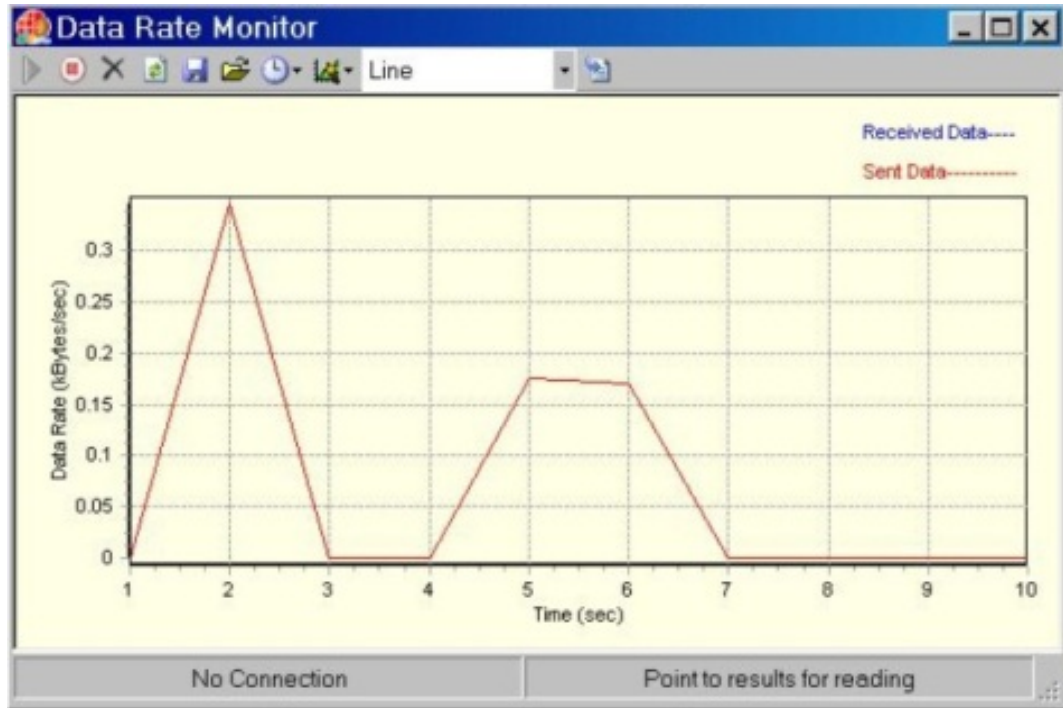 Data Rate Monitor
Line
Received Data----
Sent Data----------
Data Rate (kBytes/sec)
0.3
0.25
0.2
0.15
0.1
0.05
0
1 2 3 4 5 6 7 8 9 10
Time (sec)
No Connection
Point to results for reading